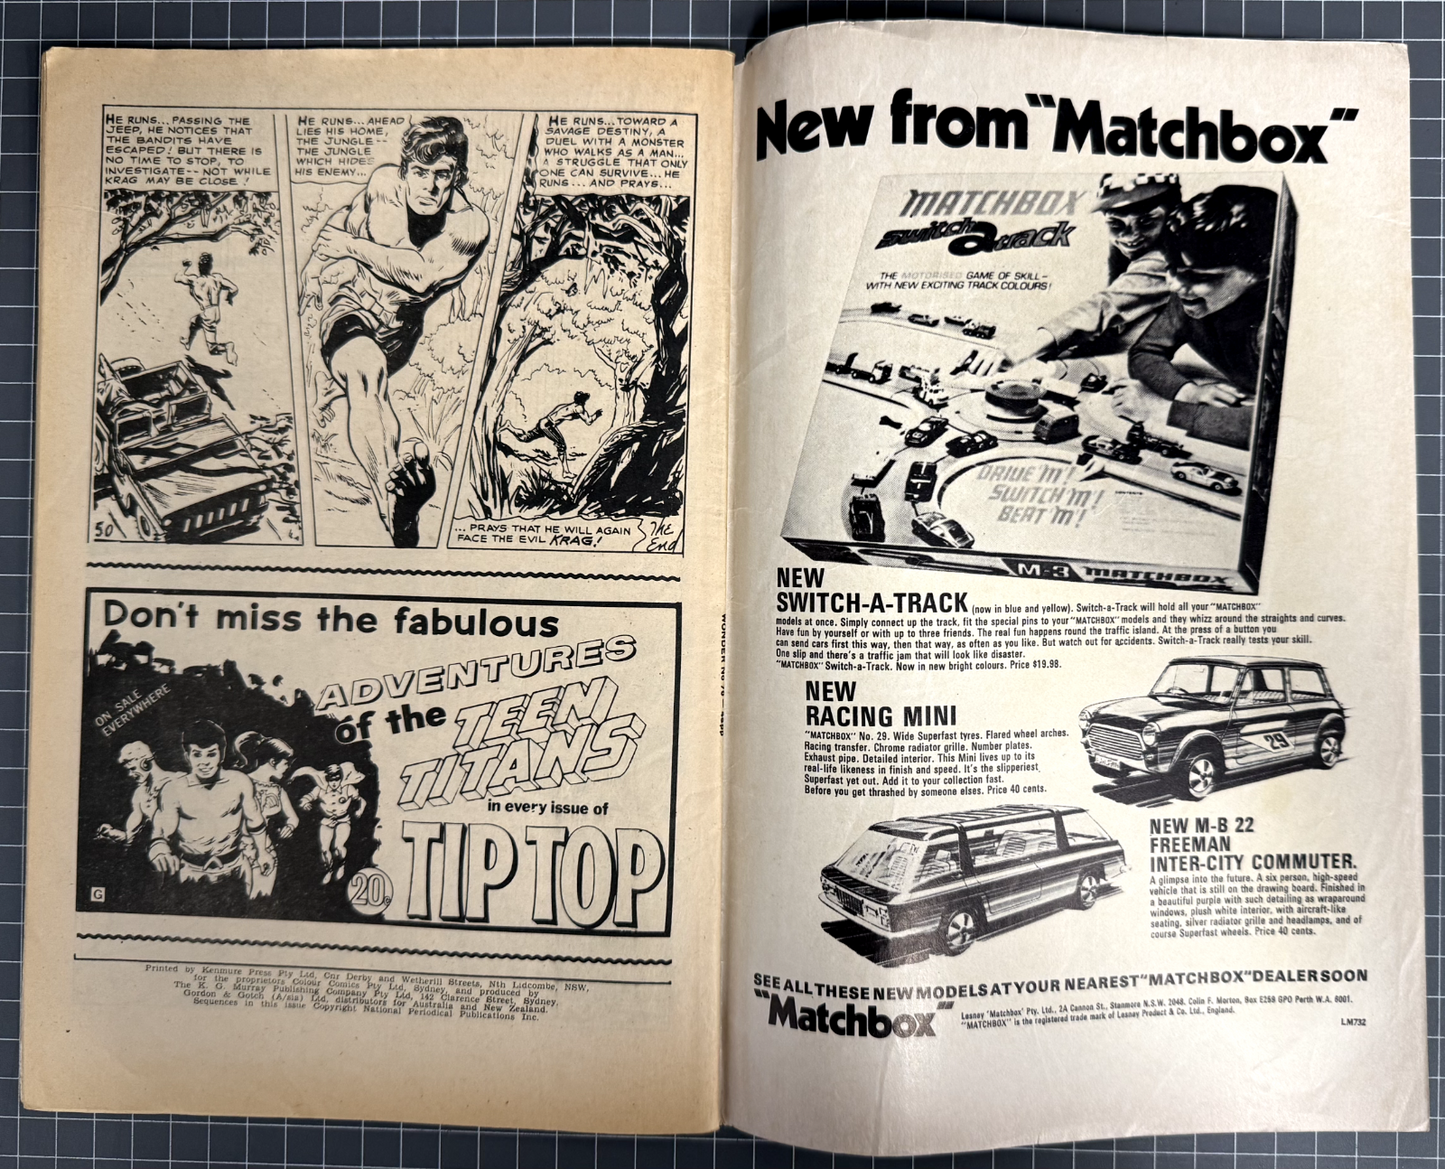 HE RUNS... PASSING THE
JEEP, HE NOTICES THAT
THE BANDITS HAVE
ESCAPED! BUT THERE IS
NO TIME TO STOP, TO
INVESTIGATE-- NOT WHILE
KRAG MAY BE CLOSE!
HE RUNS... AHEAD
LIES HIS HOME,
THE JUNGLE--
THE JUNGLE
WHICH HIDES
HIS ENEMY...
HE RUNS... TOWARD A
SAVAGE DESTINY, A
DUEL WITH A MONSTER
WHO WALKS AS A MAN...
A STRUGGLE THAT ONLY
ONE CAN SURVIVE... HE
RUNS... AND PRAYS...
50
... PRAYS THAT HE WILL AGAIN
FACE THE EVIL KRAG!
The
End
Don't miss the fabulous
ADVENTURES
of the TEEN
TITANS
ON SALE
EVERYWHERE
in every issue of
TIP TOP
20c
G
WONDER No 76 — 48pp
Printed by Kenmure Press Pty Ltd, Cnr Derby and Wetherill Streets, Nth Lidcombe, NSW,
for the proprietors Colour Comics Pty Ltd, Sydney, and produced by
The K. G. Murray Publishing Company Pty Ltd, 142 Clarence Street, Sydney.
Gordon & Gotch (A/sia) Ltd, distributors for Australia and New Zealand.
Sequences in this issue Copyright National Periodical Publications Inc.
New from "Matchbox"
MATCHBOX
switch a track
THE MOTORISED GAME OF SKILL –
WITH NEW EXCITING TRACK COLOURS!
DRIVE 'M'!
SWITCH 'M'!
BEAT 'M'!
M-3 MATCHBOX
NEW
SWITCH-A-TRACK (now in blue and yellow). Switch-a-Track will hold all your "MATCHBOX"
models at once. Simply connect up the track, fit the special pins to your "MATCHBOX" models and they whizz around the straights and curves.
Have fun by yourself or with up to three friends. The real fun happens round the traffic island. At the press of a button you
can send cars first this way, then that way, as often as you like. But watch out for accidents. Switch-a-Track really tests your skill.
One slip and there's a traffic jam that will look like disaster.
"MATCHBOX" Switch-a-Track. Now in new bright colours. Price $19.98.
NEW
RACING MINI
"MATCHBOX" No. 29. Wide Superfast tyres. Flared wheel arches.
Racing transfer. Chrome radiator grille. Number plates.
Exhaust pipe. Detailed interior. This Mini lives up to its
real-life likeness in finish and speed. It's the slipperiest
Superfast yet out. Add it to your collection fast.
Before you get thrashed by someone elses. Price 40 cents.
29
NEW M-B 22
FREEMAN
INTER-CITY COMMUTER.
A glimpse into the future. A six person, high-speed
vehicle that is still on the drawing board. Finished in
a beautiful purple with such detailing as wraparound
windows, plush white interior, with aircraft-like
seating, silver radiator grille and headlamps, and of
course Superfast wheels. Price 40 cents.
SEE ALL THESE NEW MODELS AT YOUR NEAREST "MATCHBOX" DEALER SOON
"Matchbox"
Lesney 'Matchbox' Pty. Ltd., 2A Cannon St., Stanmore N.S.W. 2048. Colin F. Morton, Box E258 GPO Perth W.A. 6001.
"MATCHBOX" is the registered trade mark of Lesney Product & Co. Ltd., England.
LM732